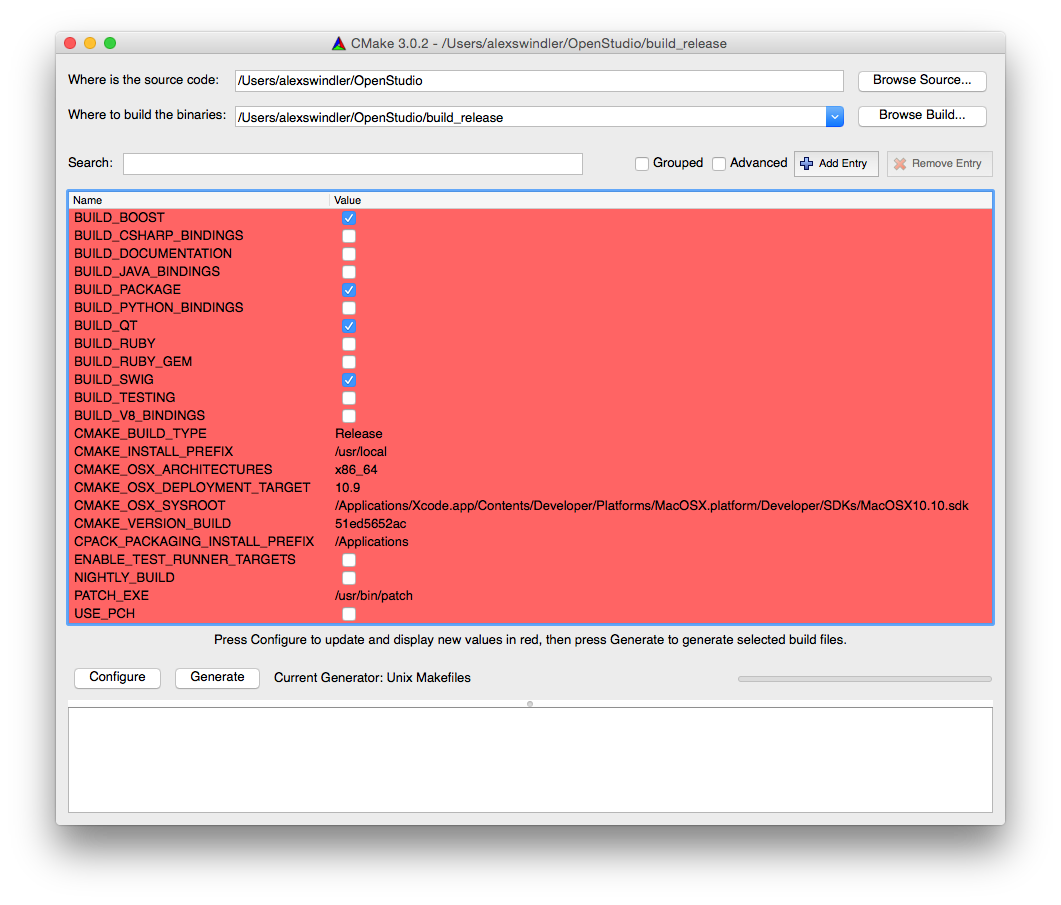 CMake 3.0.2 - /Users/alexswindler/OpenStudio/build_release
Where is the source code: /Users/alexswindler/OpenStudio Browse Source...
Where to build the binaries: /Users/alexswindler/OpenStudio/build_release Browse Build...
Search: Grouped Advanced Add Entry Remove Entry
Name Value
BUILD_BOOST
BUILD_CSHARP_BINDINGS
BUILD_DOCUMENTATION
BUILD_JAVA_BINDINGS
BUILD_PACKAGE
BUILD_PYTHON_BINDINGS
BUILD_QT
BUILD_RUBY
BUILD_RUBY_GEM
BUILD_SWIG
BUILD_TESTING
BUILD_V8_BINDINGS
CMAKE_BUILD_TYPE Release
CMAKE_INSTALL_PREFIX /usr/local
CMAKE_OSX_ARCHITECTURES x86_64
CMAKE_OSX_DEPLOYMENT_TARGET 10.9
CMAKE_OSX_SYSROOT /Applications/Xcode.app/Contents/Developer/Platforms/MacOSX.platform/Developer/SDKs/MacOSX10.10.sdk
CMAKE_VERSION_BUILD 51ed5652ac
CPACK_PACKAGING_INSTALL_PREFIX /Applications
ENABLE_TEST_RUNNER_TARGETS
NIGHTLY_BUILD
PATCH_EXE /usr/bin/patch
USE_PCH
Press Configure to update and display new values in red, then press Generate to generate selected build files.
Configure Generate Current Generator: Unix Makefiles